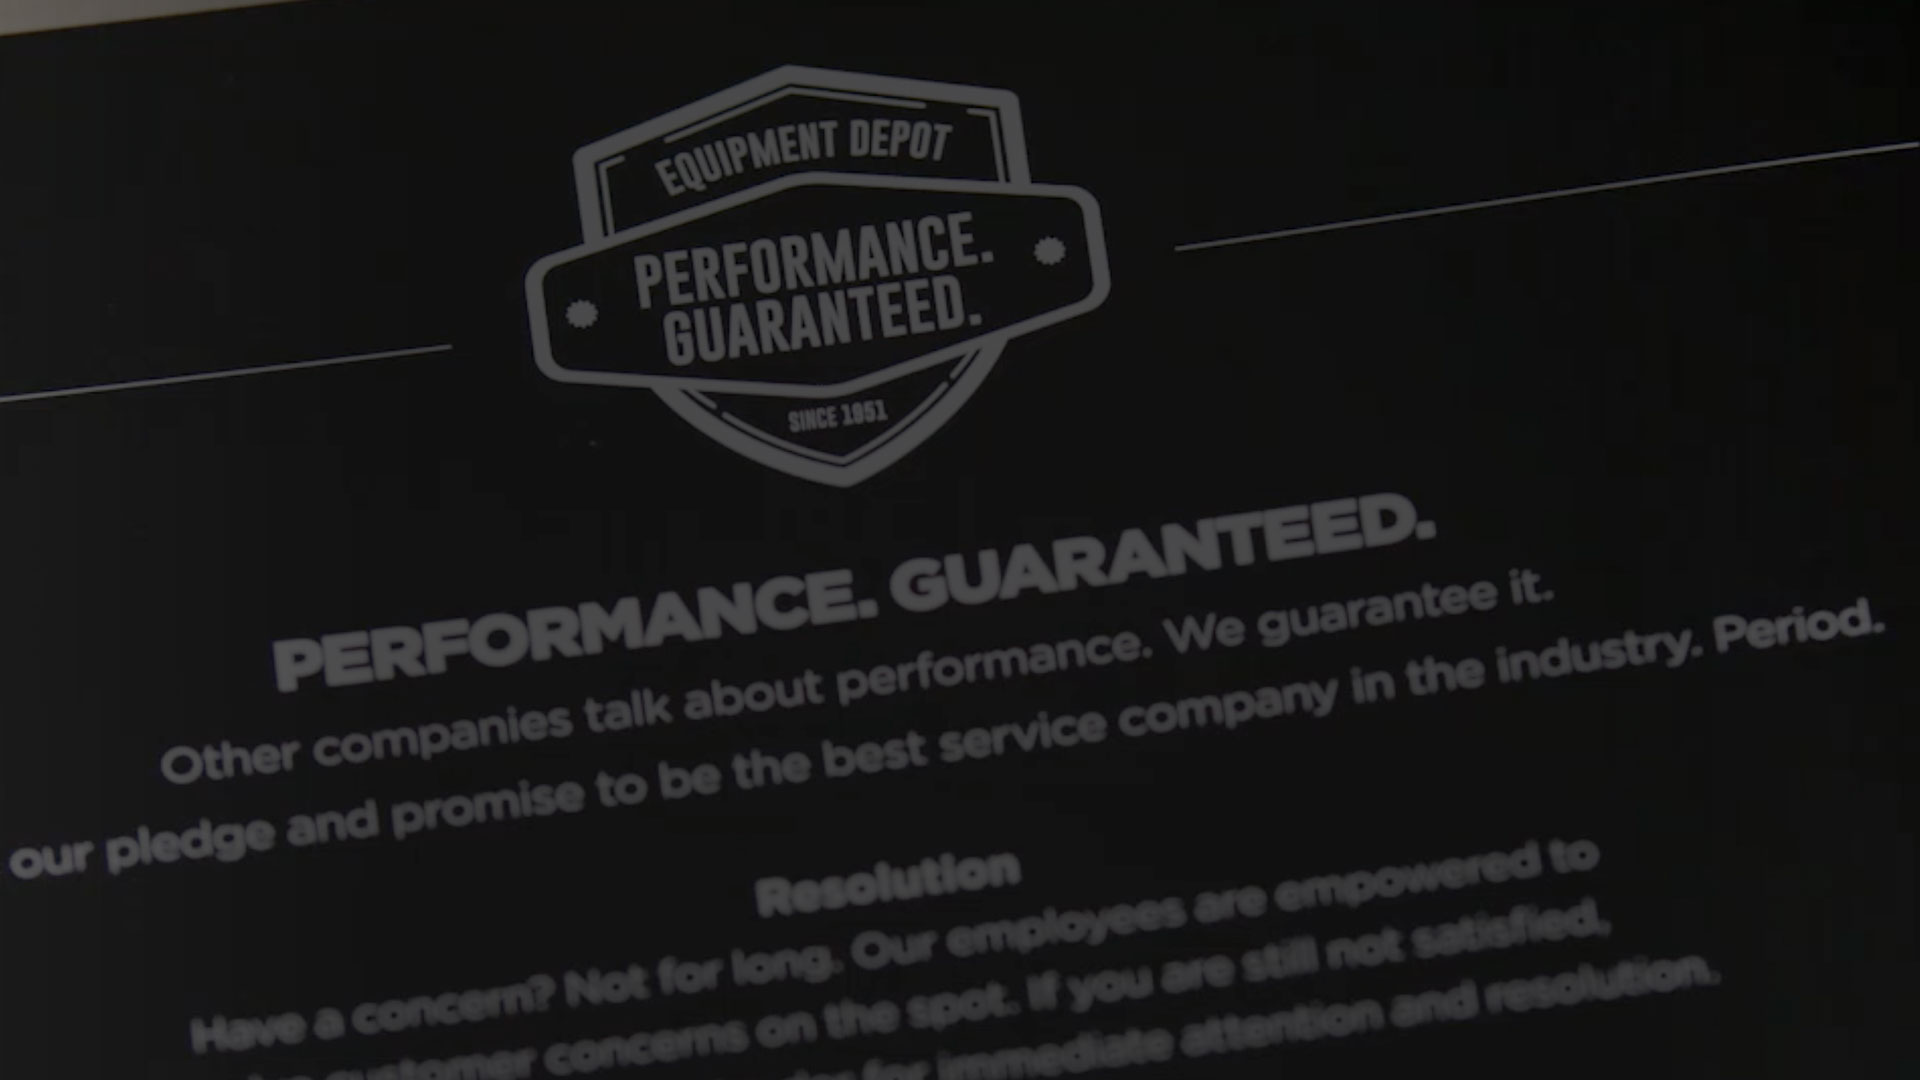 EQUIPMENT DEPOT
PERFORMANCE.
GUARANTEED.
SINCE 1951
PERFORMANCE. GUARANTEED.
Other companies talk about performance. We guarantee it.
our pledge and promise to be the best service company in the industry. Period.
Resolution
Have a concern? Not for long. Our employees are empowered to
customer concerns on the spot. If you are still not satisfied,
for immediate attention and resolution.